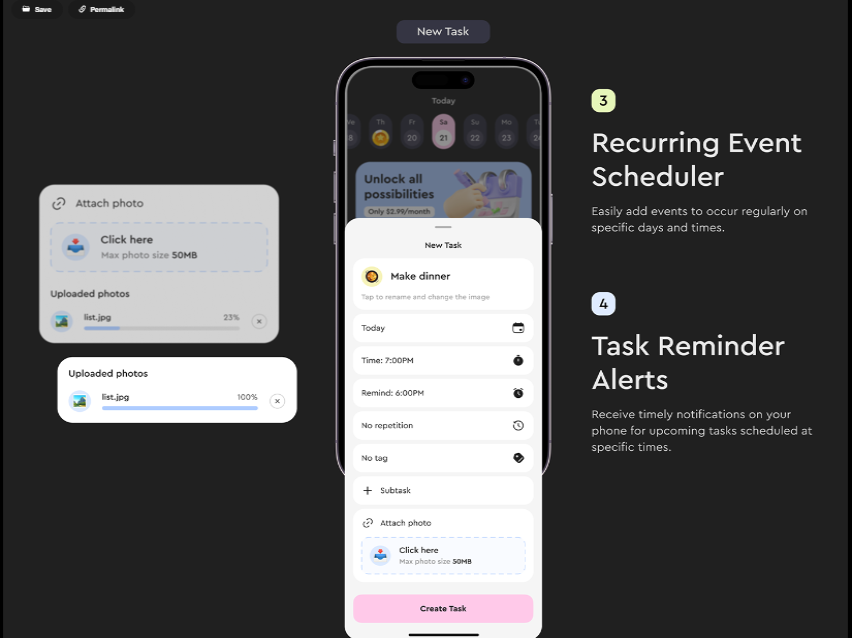 Save
Permalink
New Task
Today
Th
Fr
Sa
Su
Mo
20
21
22
23
Unlock all
possibilities
Only $2.99/month
New Task
Make dinner
Tap to rename and change the image
Today
Time: 7:00PM
Remind: 6:00PM
No repetition
No tag
Subtask
Attach photo
Click here
Max photo size 50MB
Create Task
Attach photo
Click here
Max photo size 50MB
Uploaded photos
list.jpg
23%
Uploaded photos
list.jpg
100%
3
Recurring Event
Scheduler
Easily add events to occur regularly on
specific days and times.
4
Task Reminder
Alerts
Receive timely notifications on your
phone for upcoming tasks scheduled at
specific times.